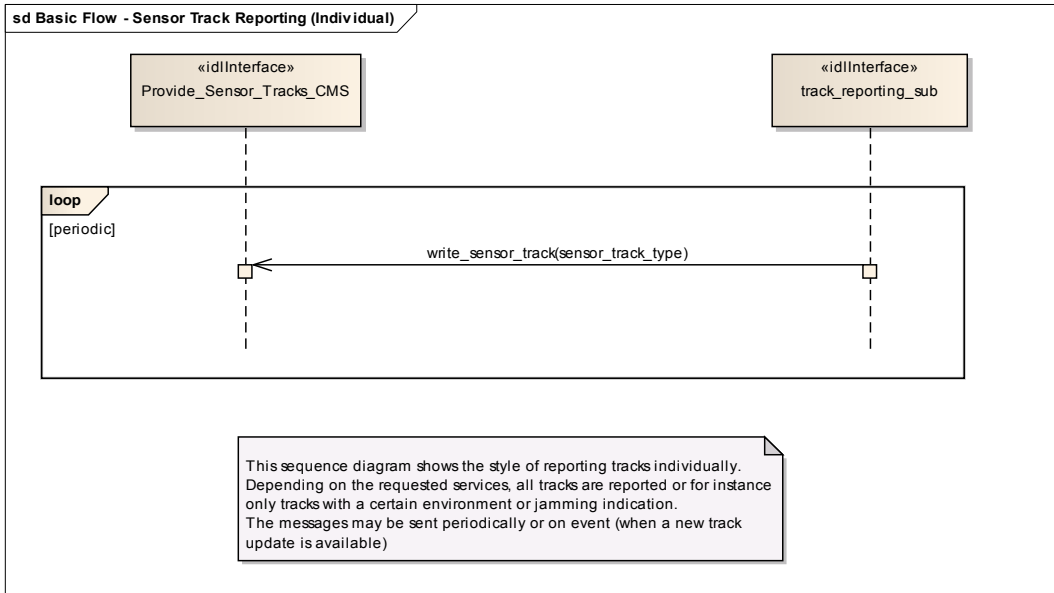 sd Basic Flow - Sensor Track Reporting (Individual)
«idlInterface»
Provide_Sensor_Tracks_CMS
«idlInterface»
track_reporting_sub
loop
[periodic]
write_sensor_track(sensor_track_type)
This sequence diagram shows the style of reporting tracks individually.
Depending on the requested services, all tracks are reported or for instance
only tracks with a certain environment or jamming indication.
The messages may be sent periodically or on event (when a new track
update is available)